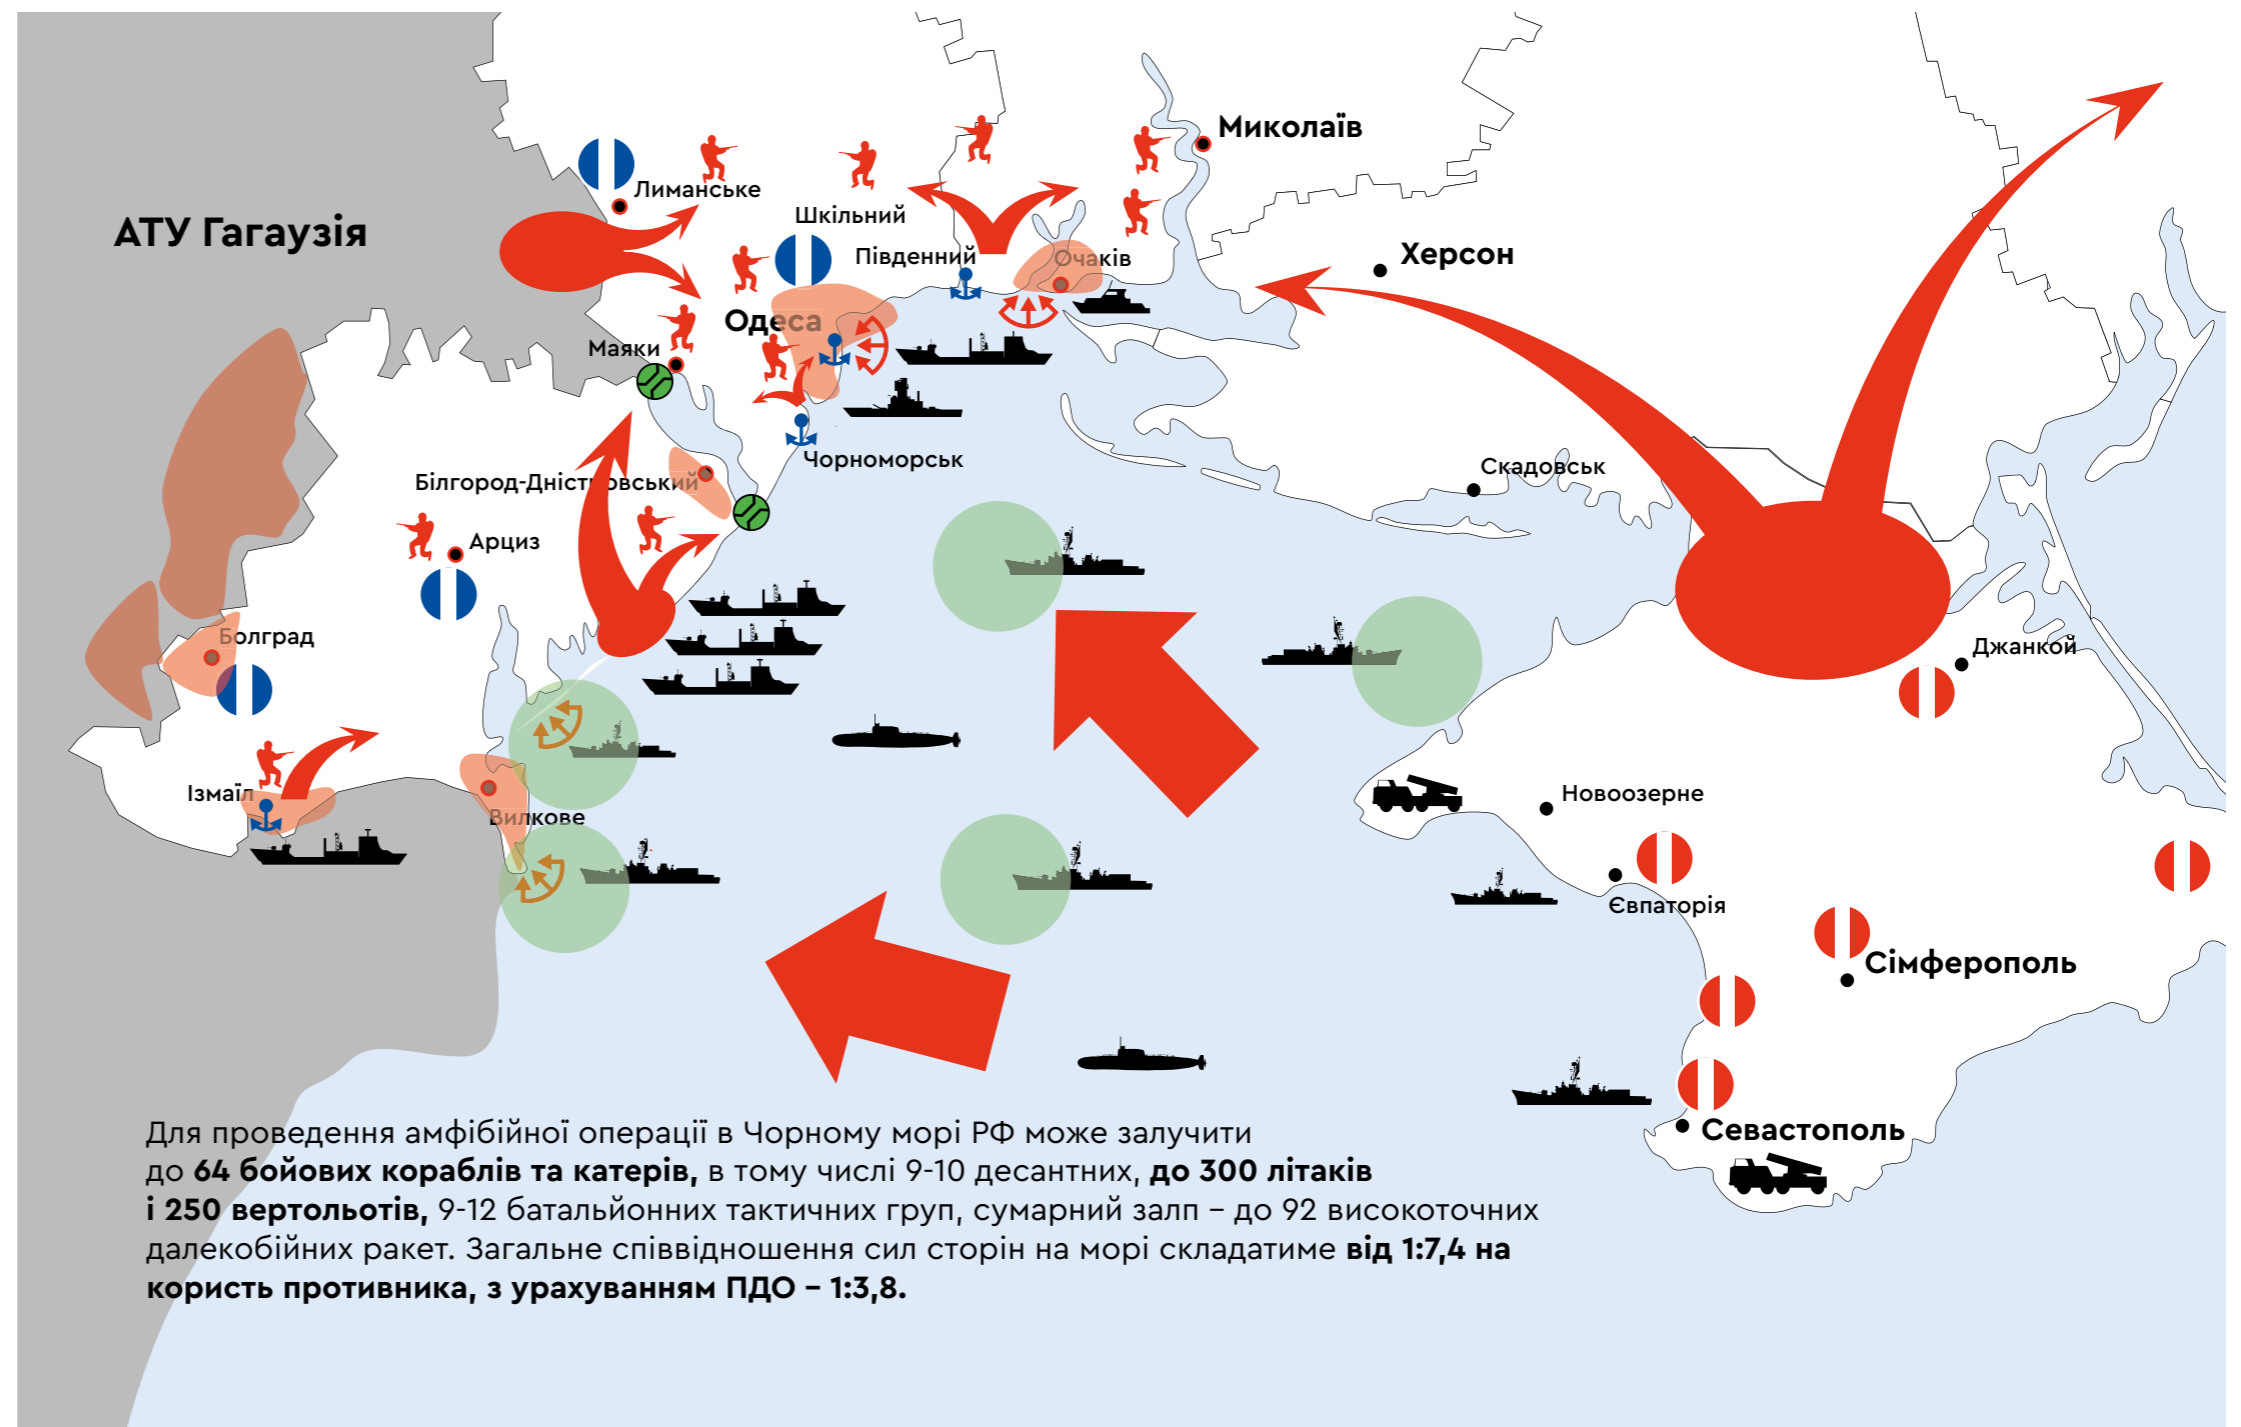 Миколаїв
Лиманське
АТУ Гагаузія
Шкільний
Південний
Очаків
Херсон
Одеса
Маяки
Чорноморськ
Скадовськ
Білгород-Дністровський
Арциз
Болград
Джанкой
Ізмаїл
Вилкове
Новоозерне
Євпаторія
Сімферополь
Севастополь
Для проведення амфібійної операції в Чорному морі РФ може залучити
до 64 бойових кораблів та катерів, в тому числі 9-10 десантних, до 300 літаків
і 250 вертольотів, 9-12 батальйонних тактичних груп, сумарний залп – до 92 високоточних
далекобійних ракет. Загальне співвідношення сил сторін на морі складатиме від 1:7,4 на
користь противника, з урахуванням ПДО – 1:3,8.